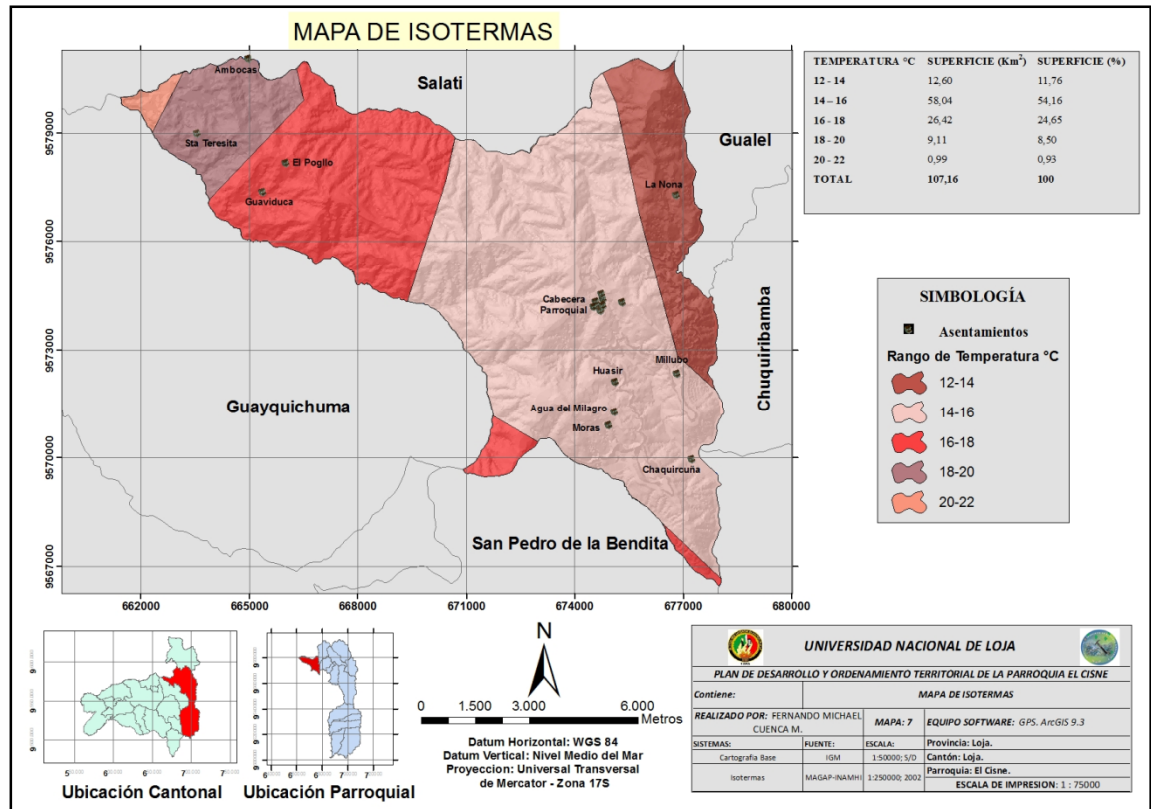 MAPA DE ISOTERMAS
Ambocas
Salati
Sta Teresita
El Pogllo
Guaviduca
Gualel
La Nona
Cabecera
Parroquial
Chuquiribamba
Millubo
Huasir
Guayquichuma
Agua del Milagro
Moras
Chaquircuña
San Pedro de la Bendita
9579000
9576000
9573000
9570000
9567000
662000 665000 668000 671000 674000 677000 680000
TEMPERATURA °C SUPERFICIE (Km²) SUPERFICIE (%)
12 - 14 12,60 11,76
14 – 16 58,04 54,16
16 - 18 26,42 24,65
18 - 20 9,11 8,50
20 - 22 0,99 0,93
TOTAL 107,16 100
SIMBOLOGÍA
Asentamientos
Rango de Temperatura °C
12-14
14-16
16-18
18-20
20-22
Ubicación Cantonal
Ubicación Parroquial
N
0 1.500 3.000 6.000
Metros
Datum Horizontal: WGS 84
Datum Vertical: Nivel Medio del Mar
Proyeccion: Universal Transversal
de Mercator - Zona 17S
UNIVERSIDAD NACIONAL DE LOJA
PLAN DE DESARROLLO Y ORDENAMIENTO TERRITORIAL DE LA PARROQUIA EL CISNE
Contiene: MAPA DE ISOTERMAS
REALIZADO POR: FERNANDO MICHAEL
CUENCA M.
MAPA: 7
EQUIPO SOFTWARE: GPS. ArcGIS 9.3
SISTEMAS: FUENTE: ESCALA: Provincia: Loja.
Cartografía Base IGM 1:50000; S/D Cantón: Loja.
Isotermas MAGAP-INAMHI 1:250000; 2002 Parroquia: El Cisne.
ESCALA DE IMPRESION: 1 : 75000